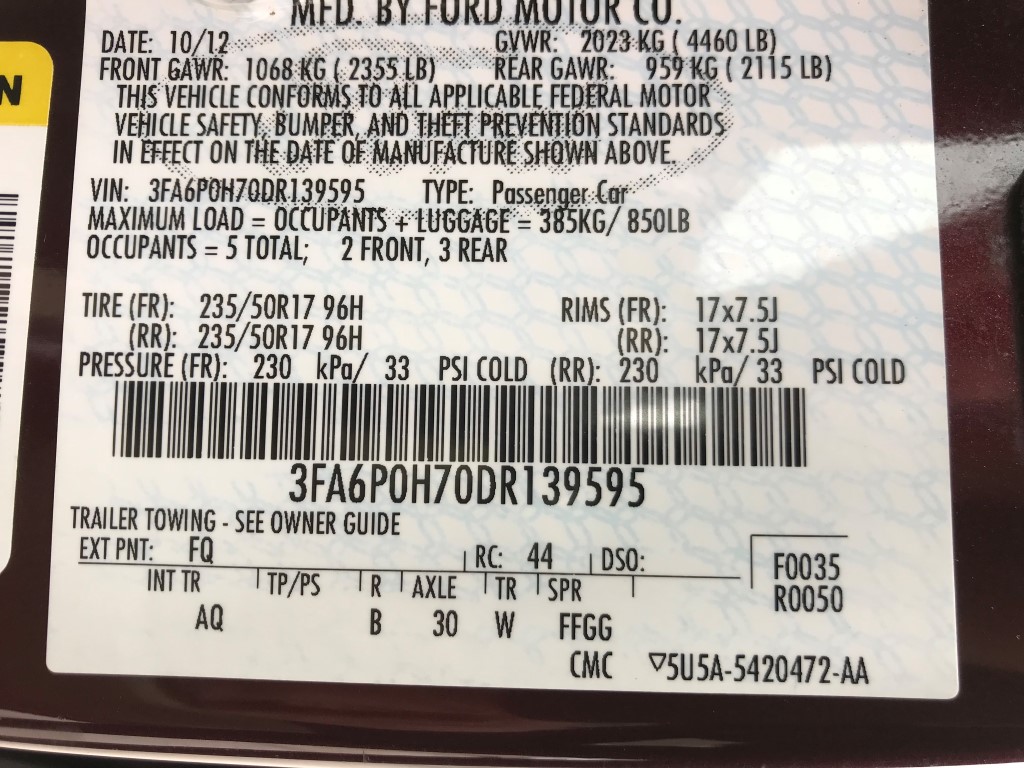 MFD. BY FORD MOTOR CO.
DATE: 10/12 GVWR: 2023 KG ( 4460 LB)
FRONT GAWR: 1068 KG ( 2355 LB) REAR GAWR: 959 KG ( 2115 LB)
THIS VEHICLE CONFORMS TO ALL APPLICABLE FEDERAL MOTOR
VEHICLE SAFETY, BUMPER, AND THEFT PREVENTION STANDARDS
IN EFFECT ON THE DATE OF MANUFACTURE SHOWN ABOVE.
VIN: 3FA6P0H70DR139595 TYPE: Passenger Car
MAXIMUM LOAD = OCCUPANTS + LUGGAGE = 385KG/ 850LB
OCCUPANTS = 5 TOTAL; 2 FRONT, 3 REAR
TIRE (FR): 235/50R17 96H RIMS (FR): 17x7.5J
(RR): 235/50R17 96H (RR): 17x7.5J
PRESSURE (FR): 230 kPa/ 33 PSI COLD (RR): 230 kPa/ 33 PSI COLD
3FA6P0H70DR139595
TRAILER TOWING - SEE OWNER GUIDE
EXT PNT: FQ RC: 44 DSO: F0035
INT TR TP/PS R AXLE TR SPR R0050
AQ B 30 W FFGG
CMC ▽5U5A-5420472-AA
N